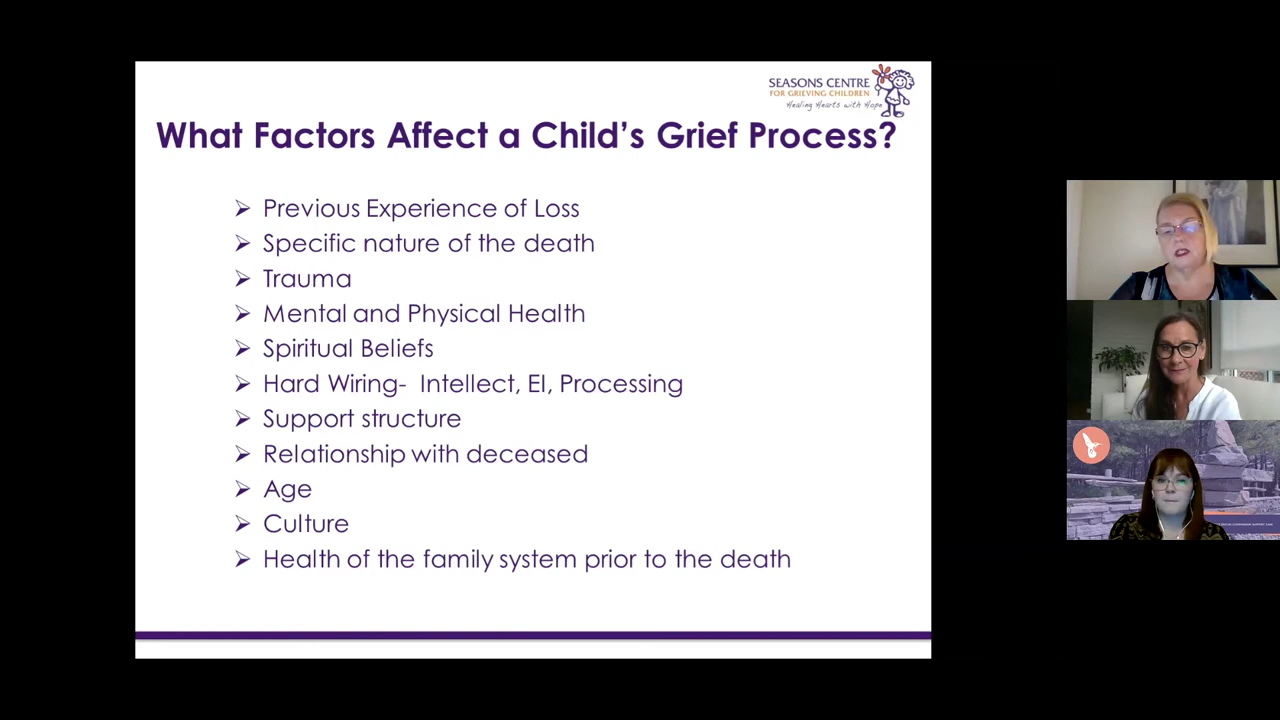 SEASONS CENTRE
FOR GRIEVING CHILDREN
Healing Hearts with Hope
What Factors Affect a Child's Grief Process?
➢ Previous Experience of Loss
➢ Specific nature of the death
➢ Trauma
➢ Mental and Physical Health
➢ Spiritual Beliefs
➢ Hard Wiring- Intellect, EI, Processing
➢ Support structure
➢ Relationship with deceased
➢ Age
➢ Culture
➢ Health of the family system prior to the death